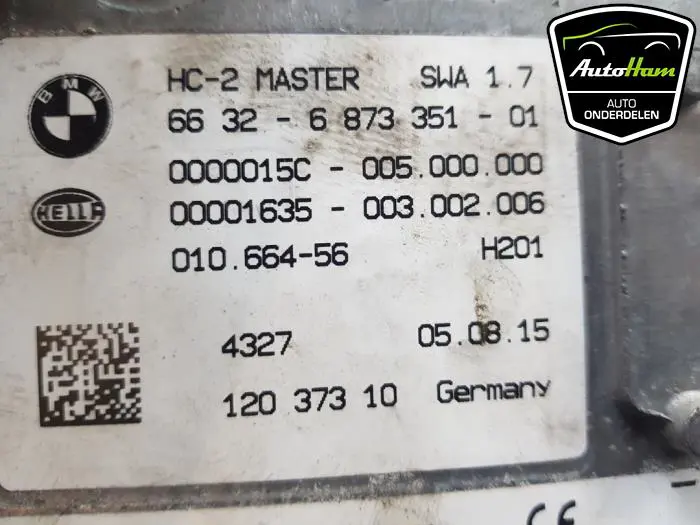 AutoHam
AUTO
ONDERDELEN
BMW
HC-2 MASTER SWA 1.7
66 32 - 6 873 351 - 01
0000015C - 005.000.000
HELLA
00001635 - 003.002.006
010.664-56 H201
4327 05.08.15
120 373 10 Germany